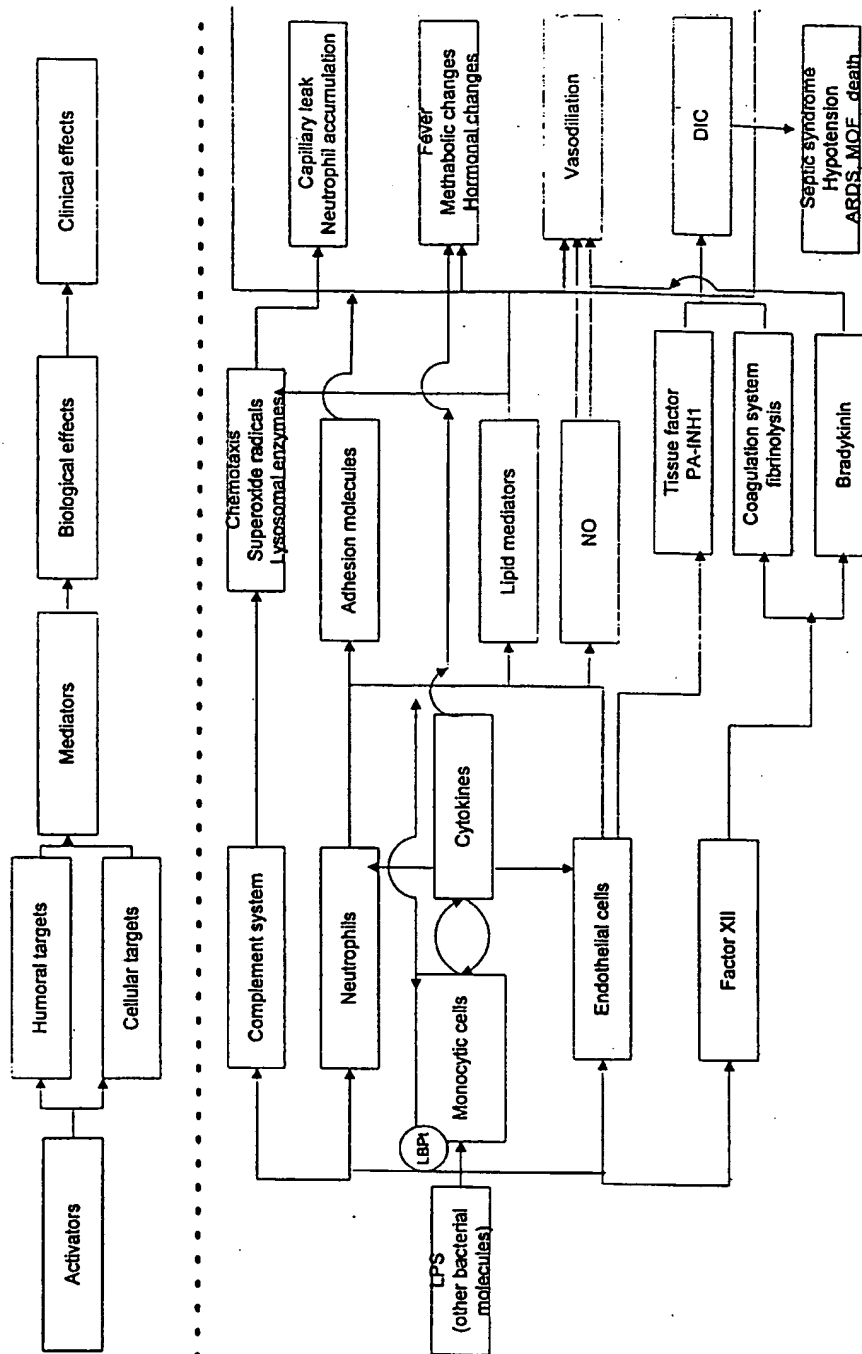 Activators
Humoral targets
Cellular targets
Mediators
Biological effects
Clinical effects
LPS
(other bacterial
molecules)
LBPt
Monocytic cells
Complement system
Neutrophils
Cytokines
Endothelial cells
Factor XII
Chemotaxis
Superoxide radicals
Lysosomal enzymes
Adhesion molecules
Lipid mediators
NO
Tissue factor
PA-INH1
Coagulation system
fibrinolysis
Bradykinin
Capillary leak
Neutrophil accumulation
Fever
Methabolic changes
Hormonal changes
Vasodiliation
DIC
Septic syndrome
Hypotension
ARDS, MOF, death